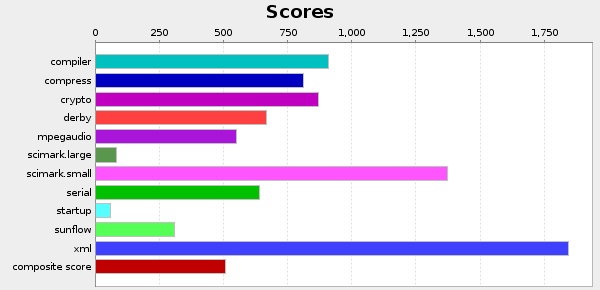 Scores
0 250 500 750 1,000 1,250 1,500 1,750
compiler
compress
crypto
derby
mpegaudio
scimark.large
scimark.small
serial
startup
sunflow
xml
composite score